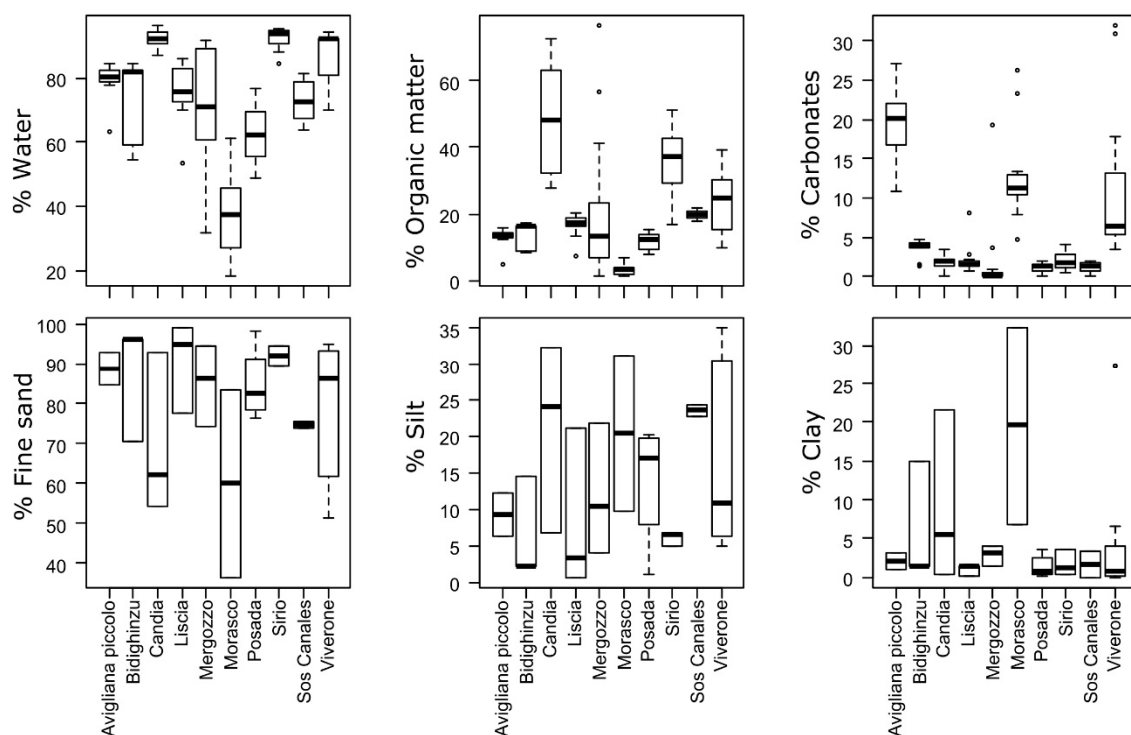 % Water
80
60
40
20
% Organic matter
60
40
20
0
% Carbonates
30
25
20
15
10
5
0
% Fine sand
100
90
80
70
60
50
40
% Silt
35
30
25
20
15
10
5
0
% Clay
30
25
20
15
10
5
0
Avigliana piccolo
Bidighinzu
Candia
Liscia
Mergozzo
Morasco
Posada
Sirio
Sos Canales
Viverone
Avigliana piccolo
Bidighinzu
Candia
Liscia
Mergozzo
Morasco
Posada
Sirio
Sos Canales
Viverone
Avigliana piccolo
Bidighinzu
Candia
Liscia
Mergozzo
Morasco
Posada
Sirio
Sos Canales
Viverone